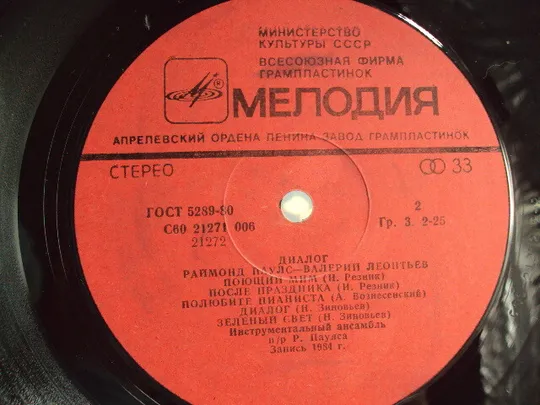 МИНИСТЕРСТВО
КУЛЬТУРЫ СССР
ВСЕСОЮЗНАЯ ФИРМА
ГРАМПЛАСТИНОК
МЕЛОДИЯ
АПРЕЛЕВСКИЙ ОРДЕНА ЛЕНИНА ЗАВОД ГРАМПЛАСТИНОК
СТЕРЕО 33
ГОСТ 5289-80 2
С60 21271 006 Гр. 3. 2-25
21272
ДИАЛОГ
РАЙМОНД ПАУЛС—ВАЛЕРИЙ ЛЕОНТЬЕВ
ПОЮЩИЙ МИМ (И. Резник)
ПОСЛЕ ПРАЗДНИКА (И. Резник)
ПОЛЮБИТЕ ПИАНИСТА (А. Вознесенский)
ДИАЛОГ (Н. Зиновьев)
ЗЕЛЕНЫЙ СВЕТ (Н. Зиновьев)
Инструментальный ансамбль
п/р Р. Паулса
Запись 1984 г.